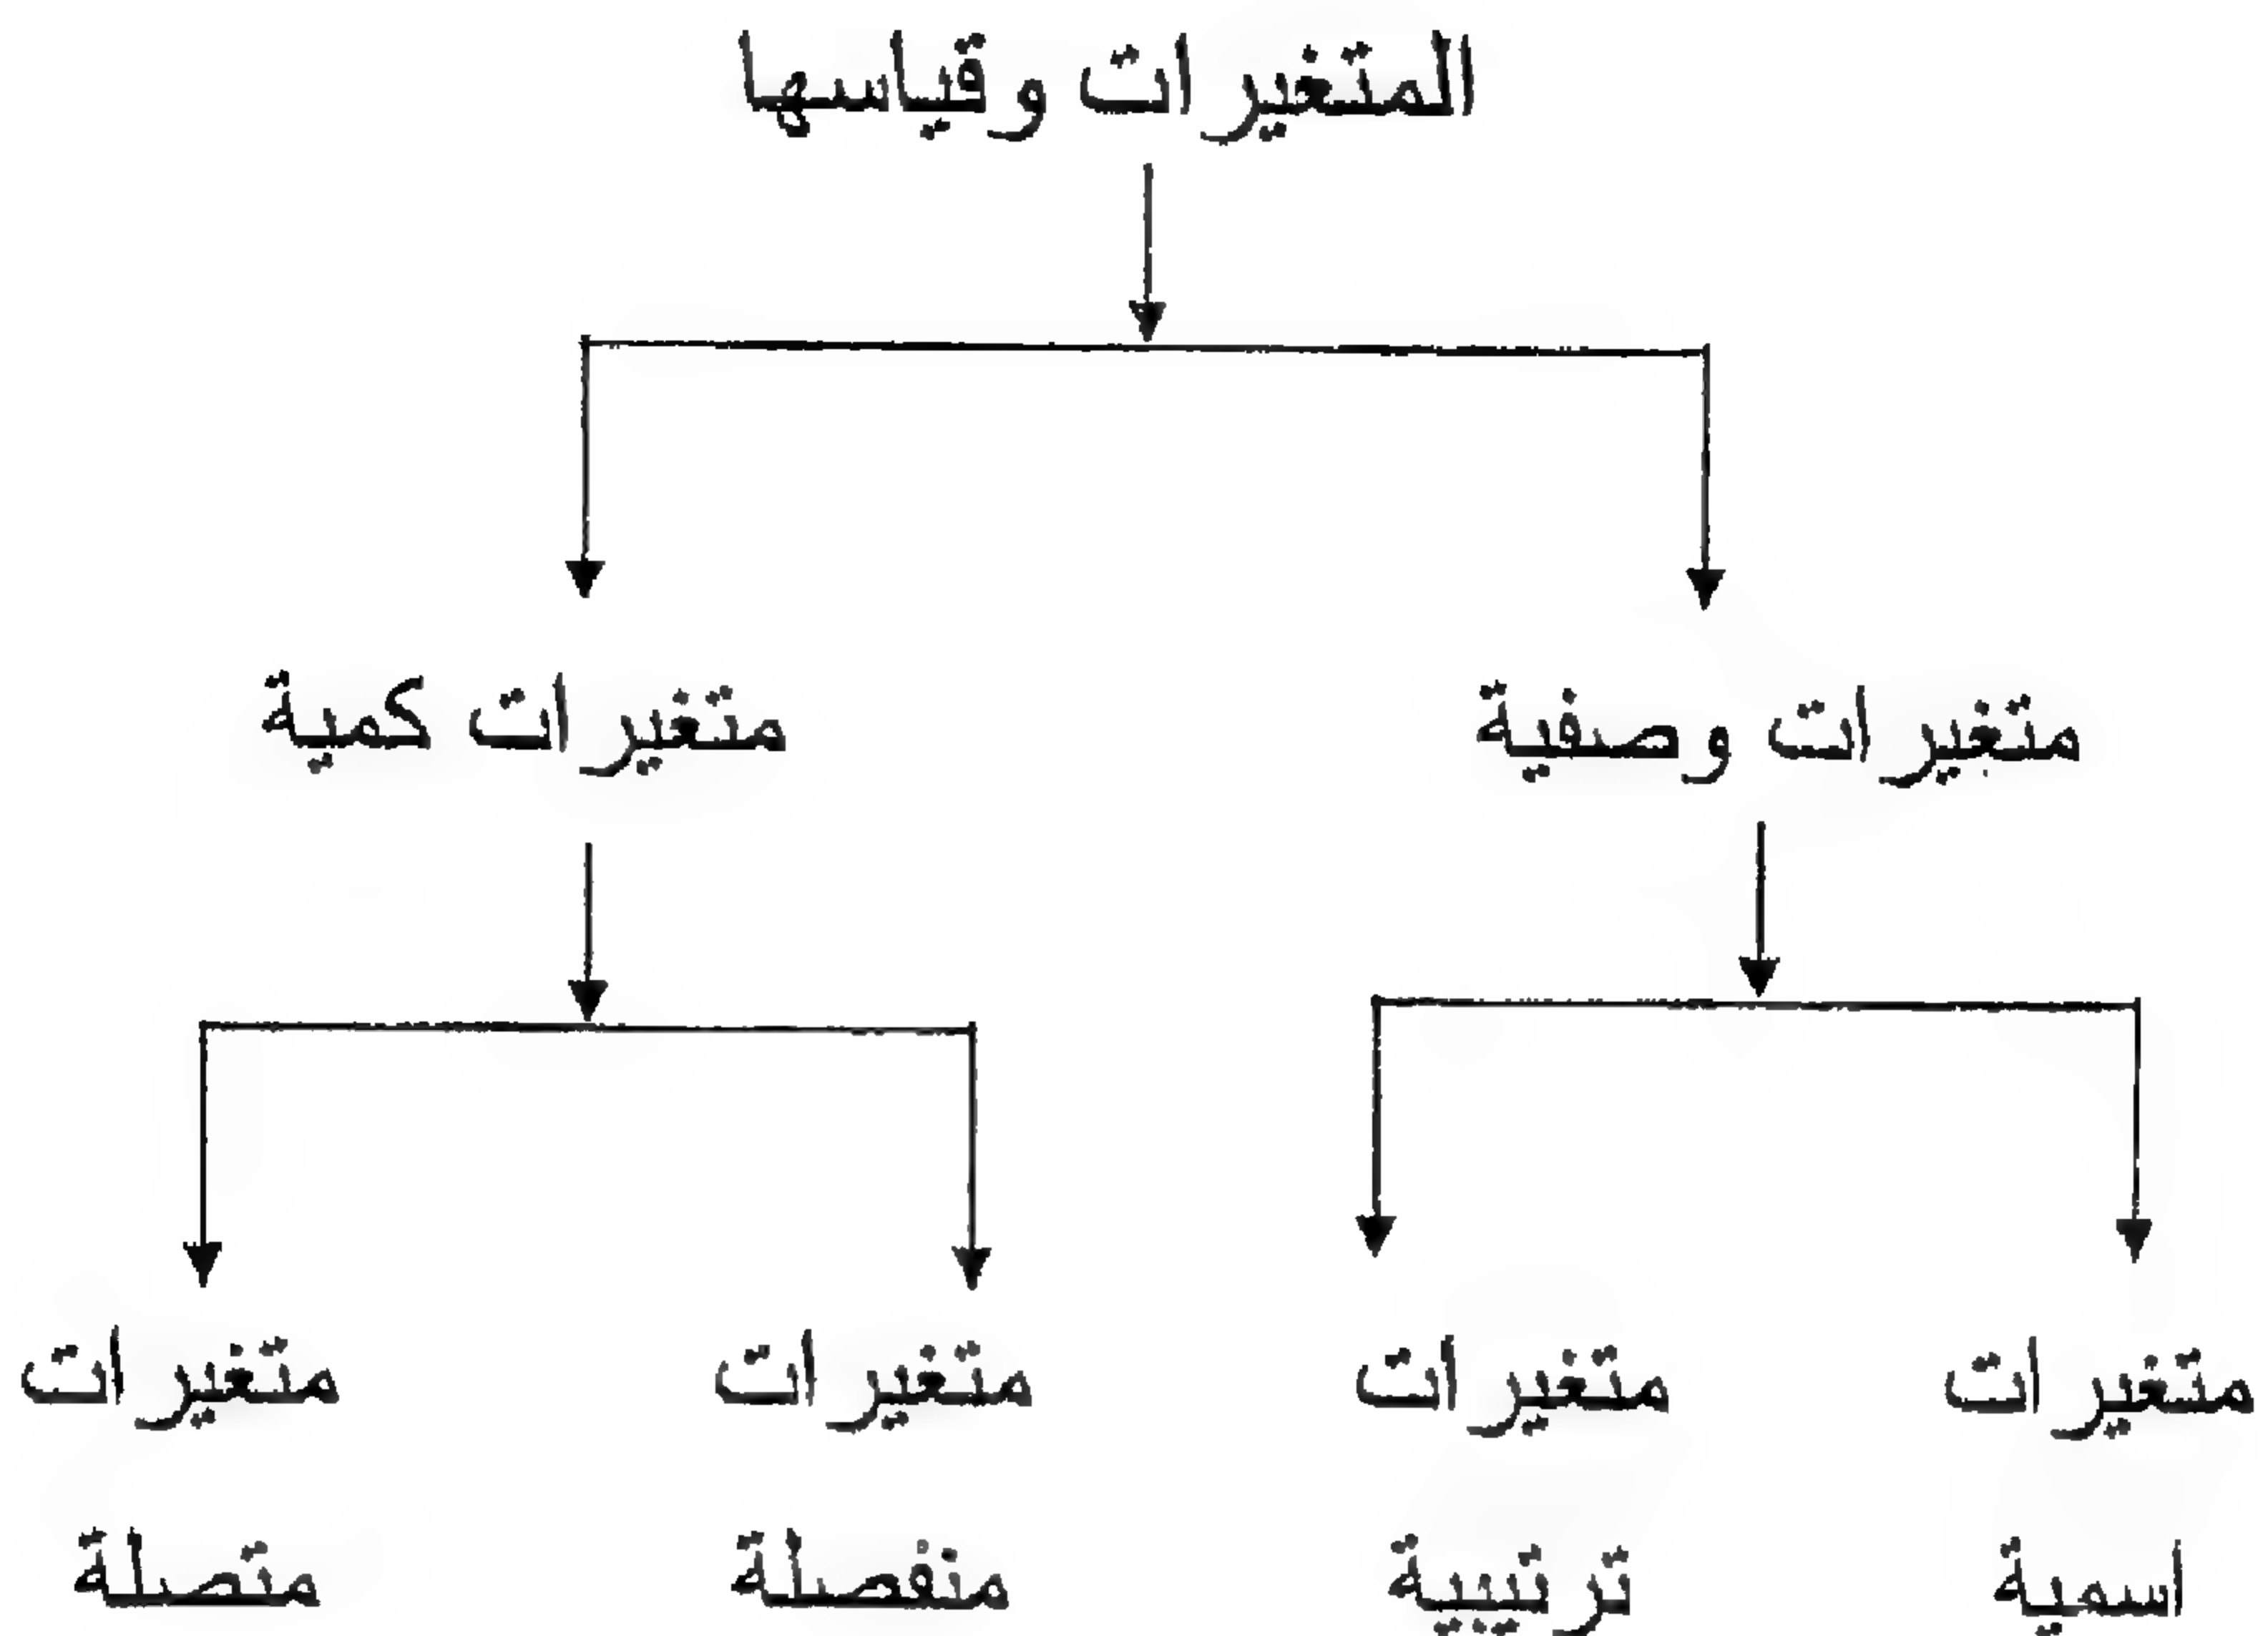 المتغيرات وقياسها
متغيرات وصفية
متغيرات كمية
متغيرات
اسمية
متغيرات
ترتيبية
متغيرات
منفصلة
متغيرات
متصلة